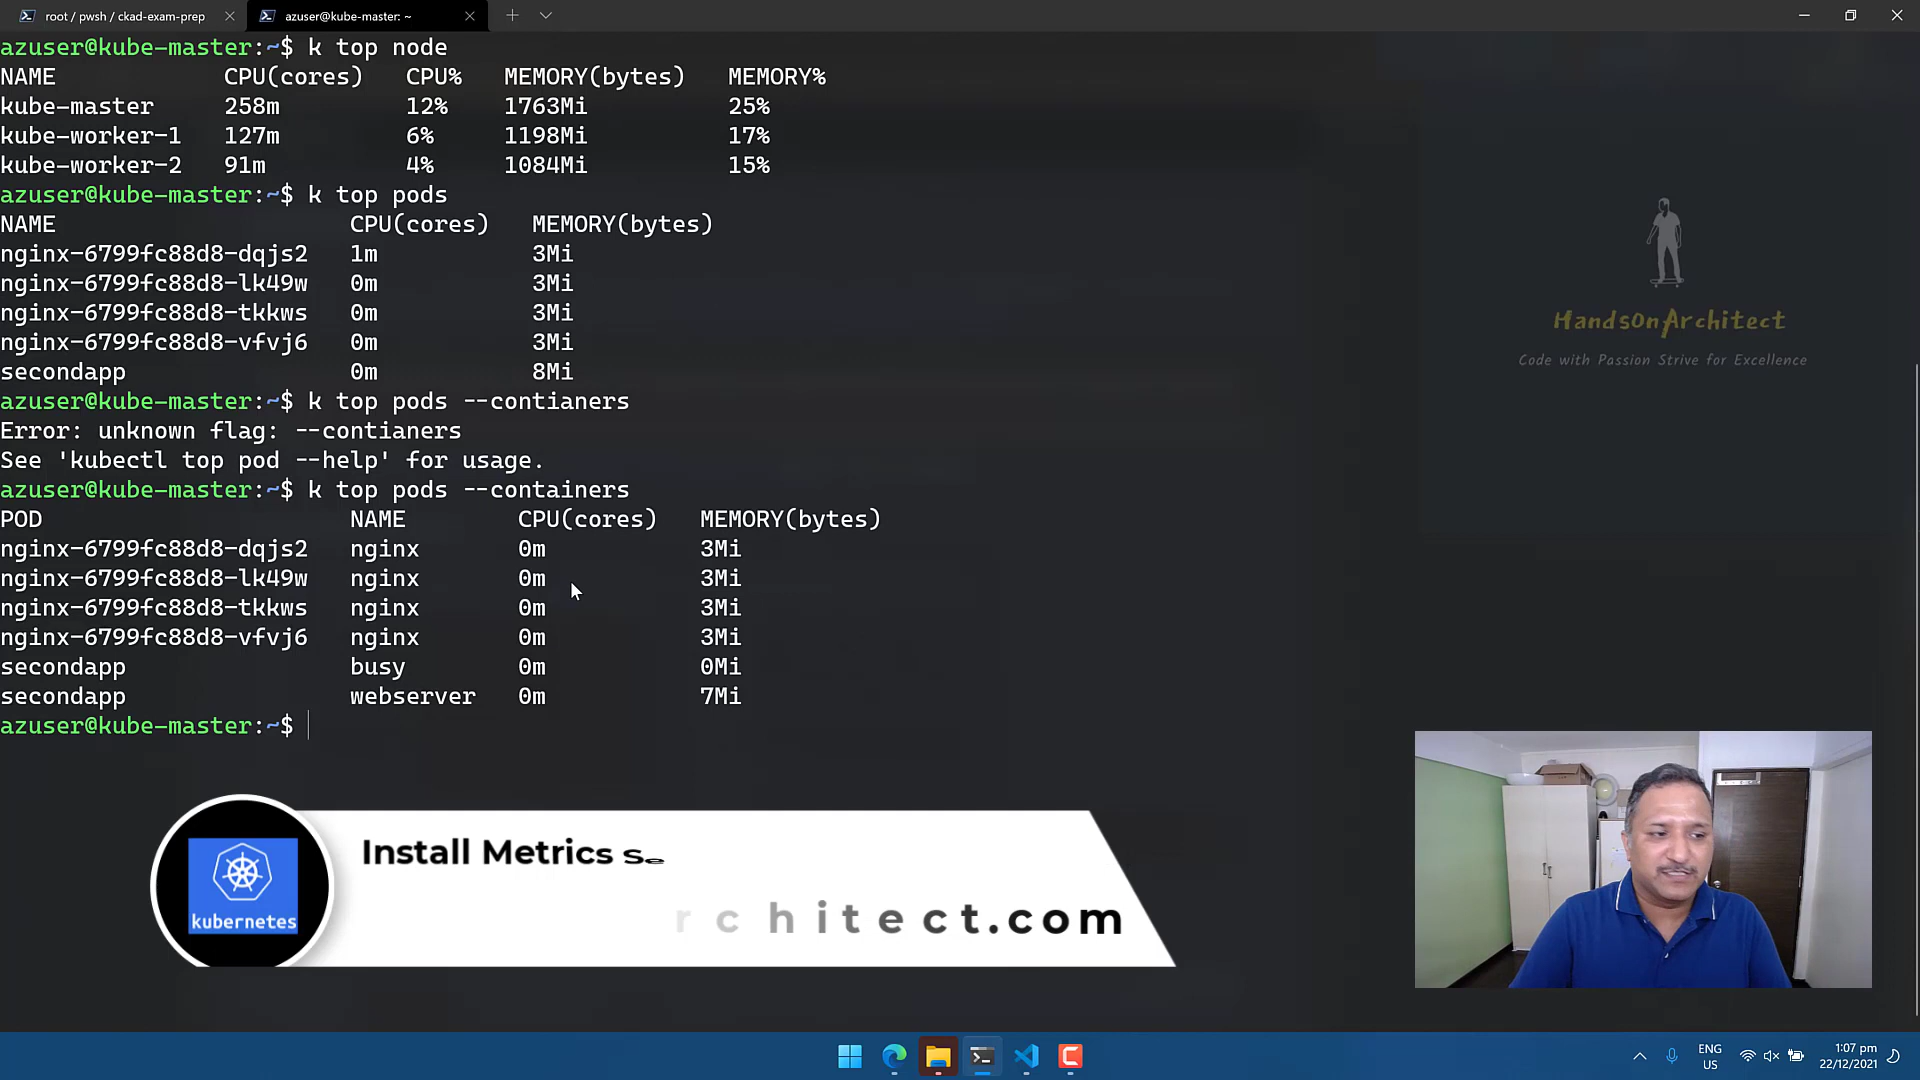 root / pwsh / ckad-exam-prep
azuser@kube-master: ~
azuser@kube-master:~$ k top node
NAME CPU(cores) CPU% MEMORY(bytes) MEMORY%
kube-master 258m 12% 1763Mi 25%
kube-worker-1 127m 6% 1198Mi 17%
kube-worker-2 91m 4% 1084Mi 15%
azuser@kube-master:~$ k top pods
NAME CPU(cores) MEMORY(bytes)
nginx-6799fc88d8-dqjs2 1m 3Mi
nginx-6799fc88d8-lk49w 0m 3Mi
nginx-6799fc88d8-tkkws 0m 3Mi
nginx-6799fc88d8-vfvj6 0m 3Mi
secondapp 0m 8Mi
azuser@kube-master:~$ k top pods --contianers
Error: unknown flag: --contianers
See 'kubectl top pod --help' for usage.
azuser@kube-master:~$ k top pods --containers
POD NAME CPU(cores) MEMORY(bytes)
nginx-6799fc88d8-dqjs2 nginx 0m 3Mi
nginx-6799fc88d8-lk49w nginx 0m 3Mi
nginx-6799fc88d8-tkkws nginx 0m 3Mi
nginx-6799fc88d8-vfvj6 nginx 0m 3Mi
secondapp busy 0m 0Mi
secondapp webserver 0m 7Mi
azuser@kube-master:~$
HandsOnArchitect
Code with Passion Strive for Excellence
kubernetes
Install Metrics Se
rchitect.com
ENG
US
1:07 pm
22/12/2021